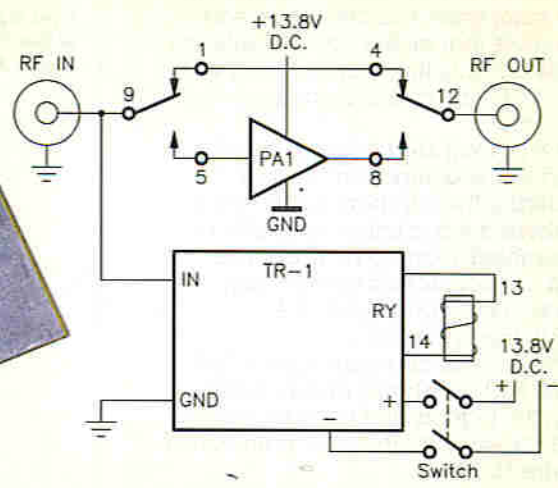 +13.8V
D.C.
RF IN
1
4
RF OUT
9
12
PA1
5
8
GND
TR-1
IN
13
RY
14
13.8V
D.C.
+
-
GND
+
-
Switch